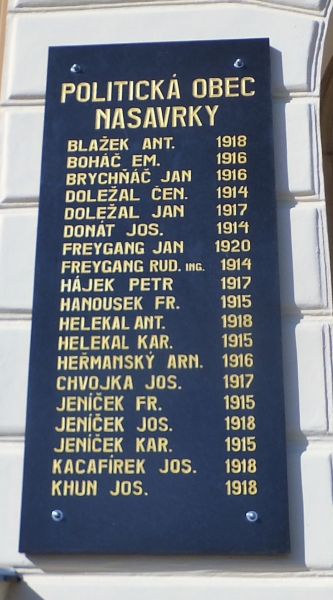 POLITICKÁ OBEC
NASAVRKY
BLAŽEK ANT. 1918
BOHÁČ EM. 1916
BRYCHŇÁČ JAN 1916
DOLEŽAL ČEN. 1914
DOLEŽAL JAN 1917
DONÁT JOS. 1914
FREYGANG JAN 1920
FREYGANG RUD. ING. 1914
HÁJEK PETR 1917
HANOUSEK FR. 1915
HELEKAL ANT. 1918
HELEKAL KAR. 1915
HEŘMANSKÝ ARN. 1916
CHVOJKA JOS. 1917
JENÍČEK FR. 1915
JENÍČEK JOS. 1918
JENÍČEK KAR. 1915
KACAFÍREK JOS. 1918
KHUN JOS. 1918